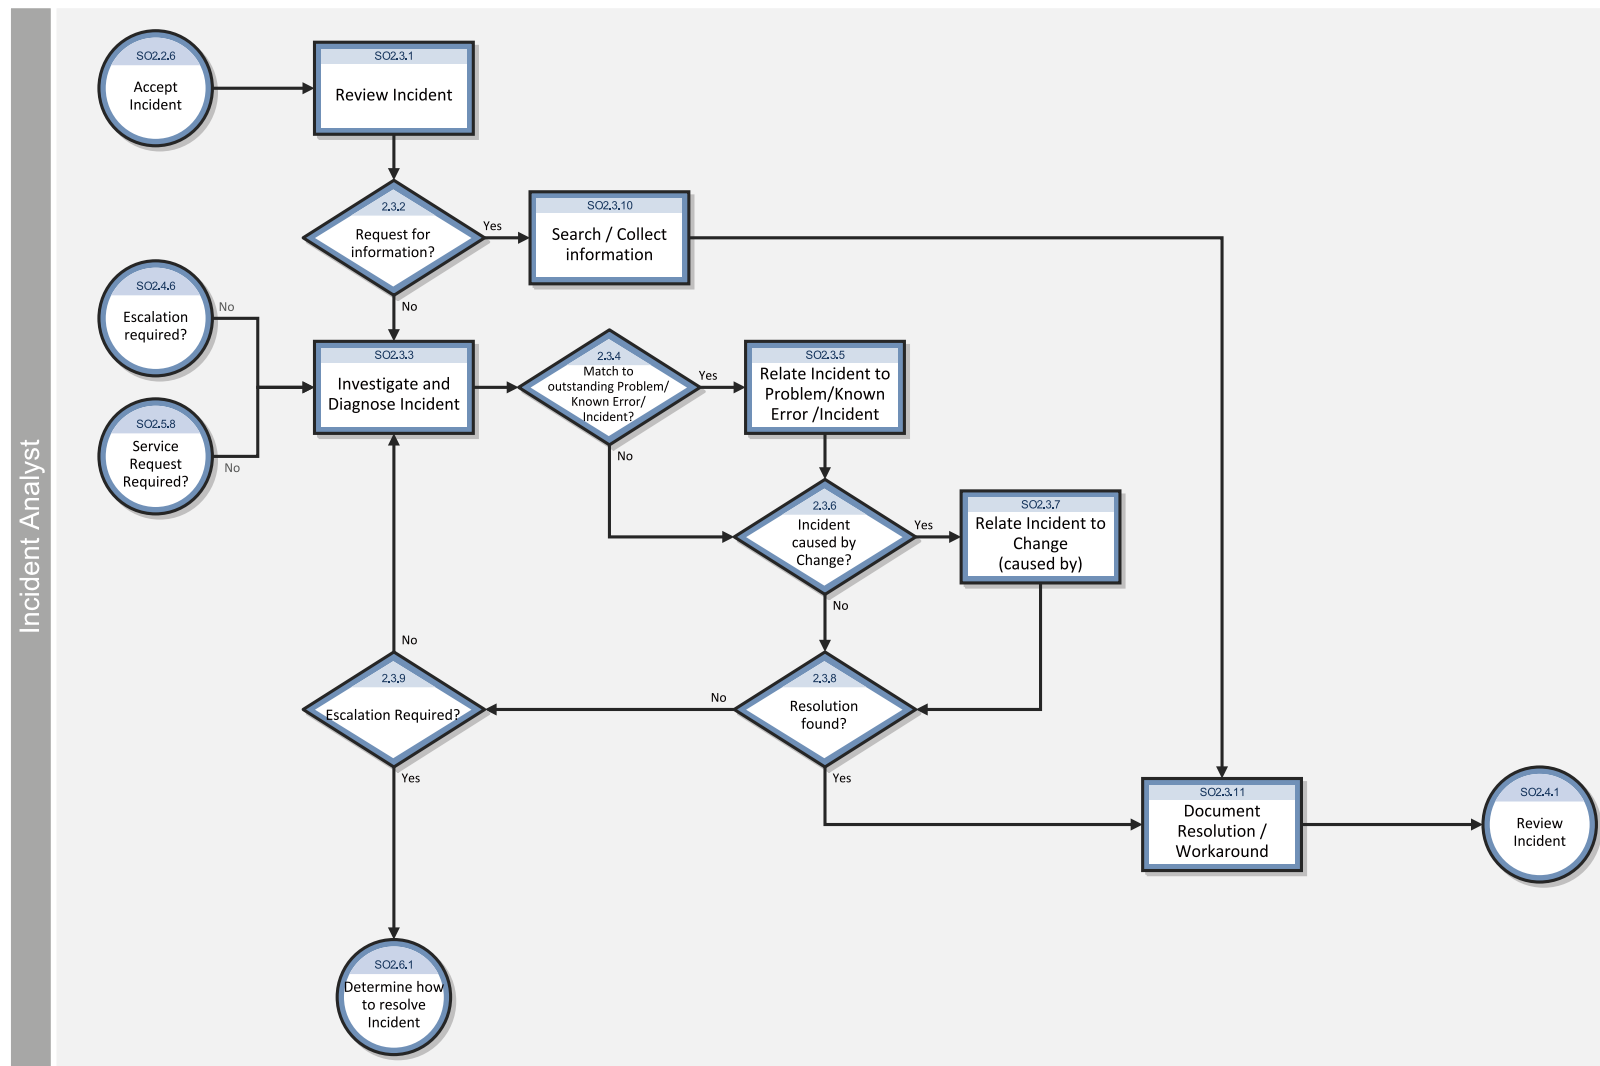 Incident Analyst
SO2.2.6
Accept
Incident
SO2.3.1
Review Incident
2.3.2
Request for
information?
Yes
No
SO2.3.10
Search / Collect
information
SO2.4.6
Escalation
required?
No
SO2.5.8
Service
Request
Required?
No
SO2.3.3
Investigate and
Diagnose Incident
2.3.4
Match to
outstanding Problem/
Known Error/
Incident?
Yes
No
SO2.3.5
Relate Incident to
Problem/Known
Error /Incident
2.3.6
Incident
caused by
Change?
Yes
No
SO2.3.7
Relate Incident to
Change
(caused by)
2.3.8
Resolution
found?
No
Yes
2.3.9
Escalation Required?
No
Yes
SO2.3.11
Document
Resolution /
Workaround
SO2.4.1
Review
Incident
SO2.6.1
Determine how
to resolve
Incident